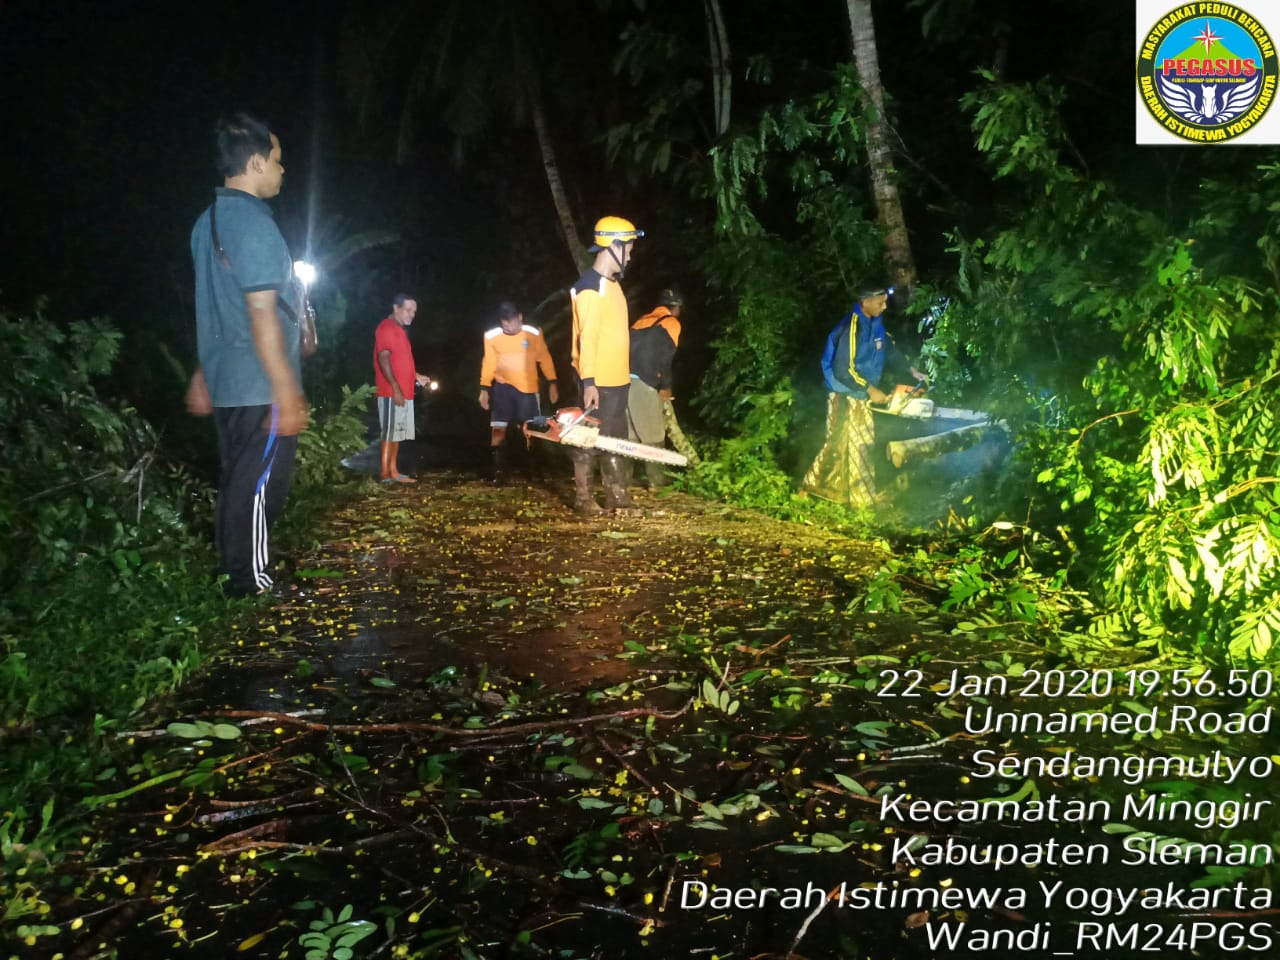 MASYARAKAT PEDULI BENCANA
PEGASUS
DAERAH ISTIMEWA YOGYAKARTA
22 Jan 2020 19.56.50
Unnamed Road
Sendangmulyo
Kecamatan Minggir
Kabupaten Sleman
Daerah Istimewa Yogyakarta
Wandi_RM24PGS